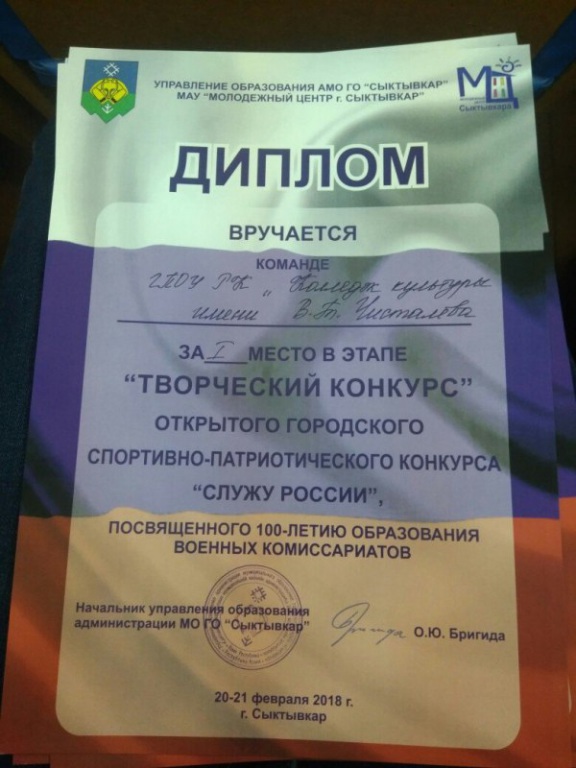 УПРАВЛЕНИЕ ОБРАЗОВАНИЯ АМО ГО "СЫКТЫВКАР"
МАУ "МОЛОДЕЖНЫЙ ЦЕНТР г. СЫКТЫВКАР"
МЦ
Сыктывкара
ДИПЛОМ
ВРУЧАЕТСЯ
КОМАНДЕ
ГПОУ РК „Колледж культуры
имени В.Т. Чисталева
ЗА I МЕСТО В ЭТАПЕ
"ТВОРЧЕСКИЙ КОНКУРС"
ОТКРЫТОГО ГОРОДСКОГО
СПОРТИВНО-ПАТРИОТИЧЕСКОГО КОНКУРСА
"СЛУЖУ РОССИИ",
ПОСВЯЩЕННОГО 100-ЛЕТИЮ ОБРАЗОВАНИЯ
ВОЕННЫХ КОМИССАРИАТОВ
Начальник управления образования
администрации МО ГО "Сыктывкар"
О.Ю. Бригида
20-21 февраля 2018 г.
г. Сыктывкар